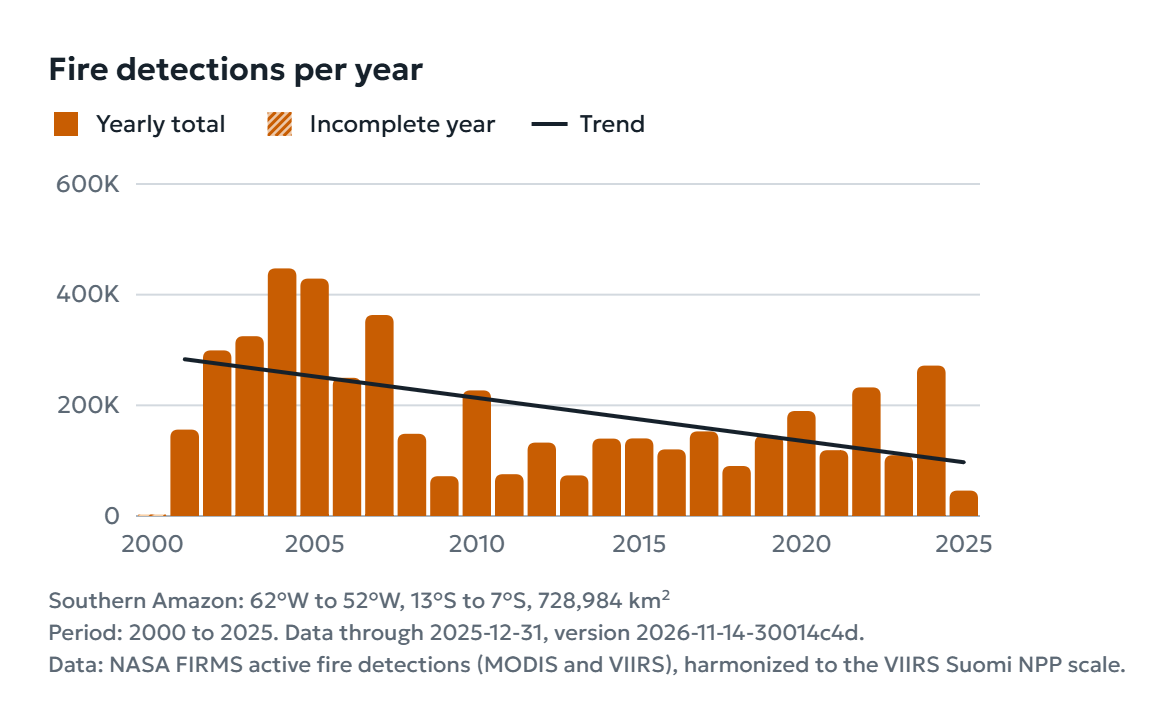 Fire detections per year
Yearly total Incomplete year Trend
600K
400K
200K
0
2000 2005 2010 2015 2020 2025
Southern Amazon: 62°W to 52°W, 13°S to 7°S, 728,984 km²
Period: 2000 to 2025. Data through 2025-12-31, version 2026-11-14-30014c4d.
Data: NASA FIRMS active fire detections (MODIS and VIIRS), harmonized to the VIIRS Suomi NPP scale.